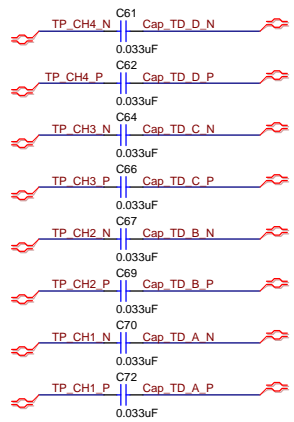 C61
TP_CH4_N Cap_TD_D_N
0.033uF
C62
TP_CH4_P Cap_TD_D_P
0.033uF
C64
TP_CH3_N Cap_TD_C_N
0.033uF
C66
TP_CH3_P Cap_TD_C_P
0.033uF
C67
TP_CH2_N Cap_TD_B_N
0.033uF
C69
TP_CH2_P Cap_TD_B_P
0.033uF
C70
TP_CH1_N Cap_TD_A_N
0.033uF
C72
TP_CH1_P Cap_TD_A_P
0.033uF